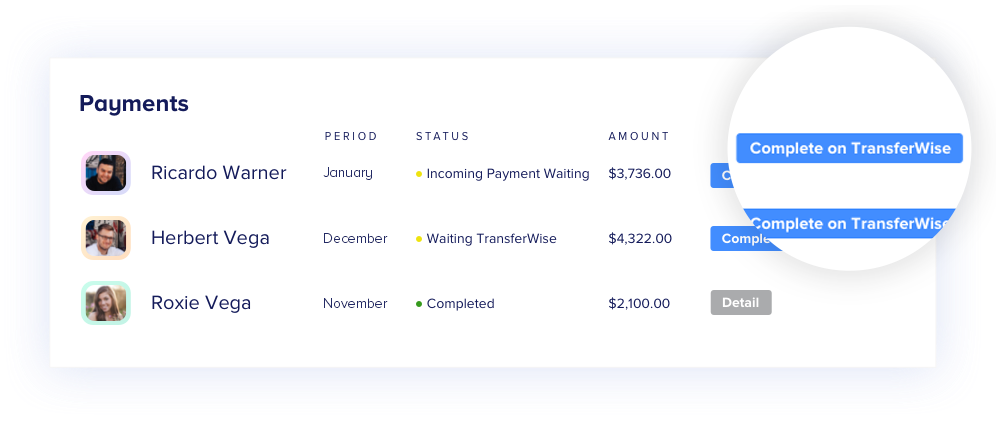 Payments
PERIOD STATUS AMOUNT
Ricardo Warner January Incoming Payment Waiting $3,736.00 Complete on TransferWise
Herbert Vega December Waiting TransferWise $4,322.00 Complete on TransferWise
Roxie Vega November Completed $2,100.00 Detail